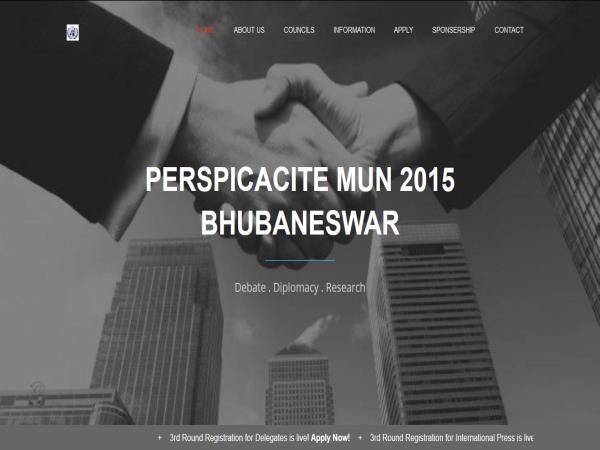 HOME ABOUT US COUNCILS INFORMATION APPLY SPONSERSHIP CONTACT
PERSPICACITE MUN 2015
BHUBANESWAR
Debate . Diplomacy . Research
+ 3rd Round Registration for Delegates is live! Apply Now! + 3rd Round Registration for International Press is live